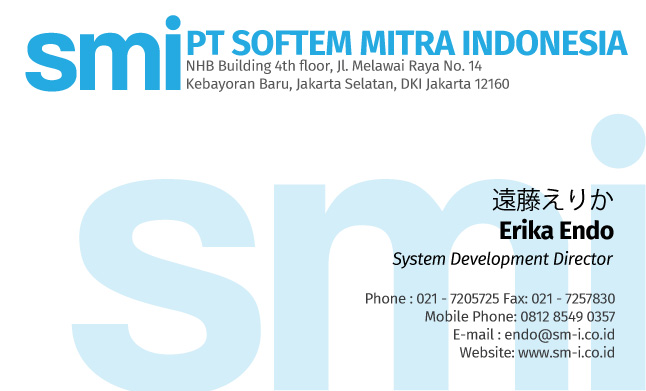 smi PT SOFTEM MITRA INDONESIA
NHB Building 4th floor, Jl. Melawai Raya No. 14
Kebayoran Baru, Jakarta Selatan, DKI Jakarta 12160
smi
遠藤えりか
Erika Endo
System Development Director
Phone : 021 - 7205725 Fax: 021 - 7257830
Mobile Phone: 0812 8549 0357
E-mail : endo@sm-i.co.id
Website: www.sm-i.co.id